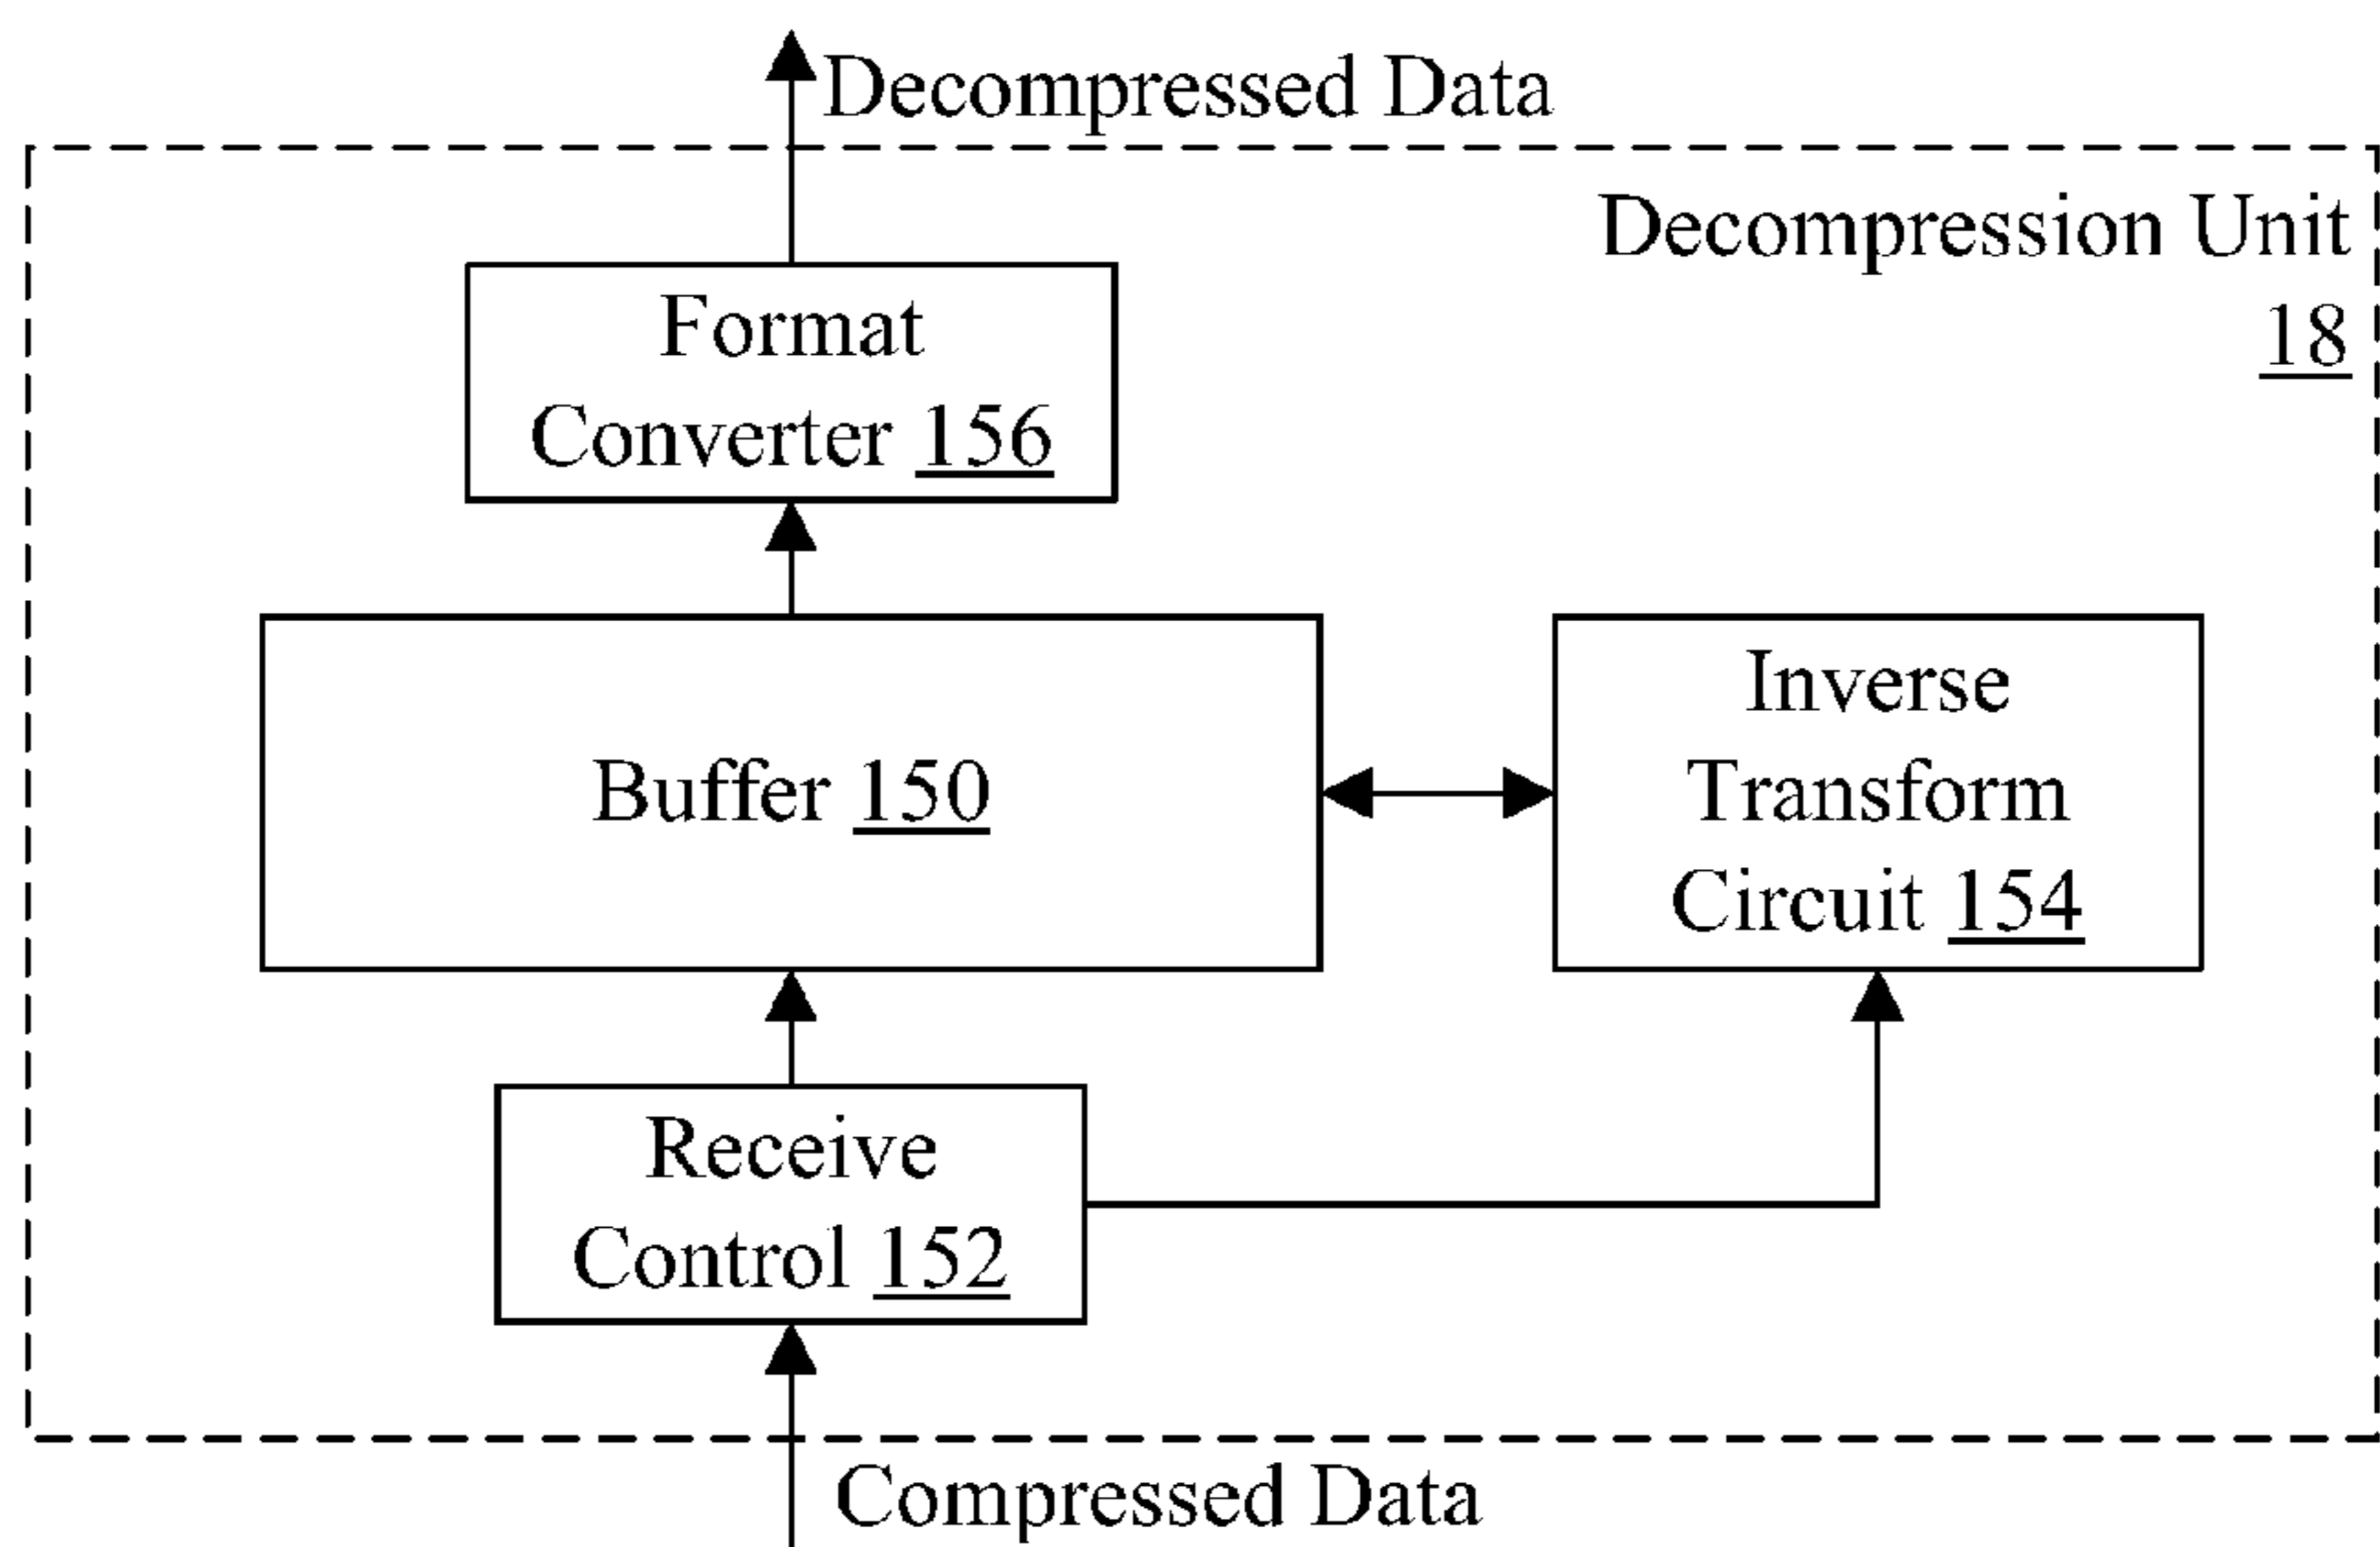 Decompressed Data
Decompression Unit
18
Format
Converter 156
Buffer 150
Inverse
Transform
Circuit 154
Receive
Control 152
Compressed Data